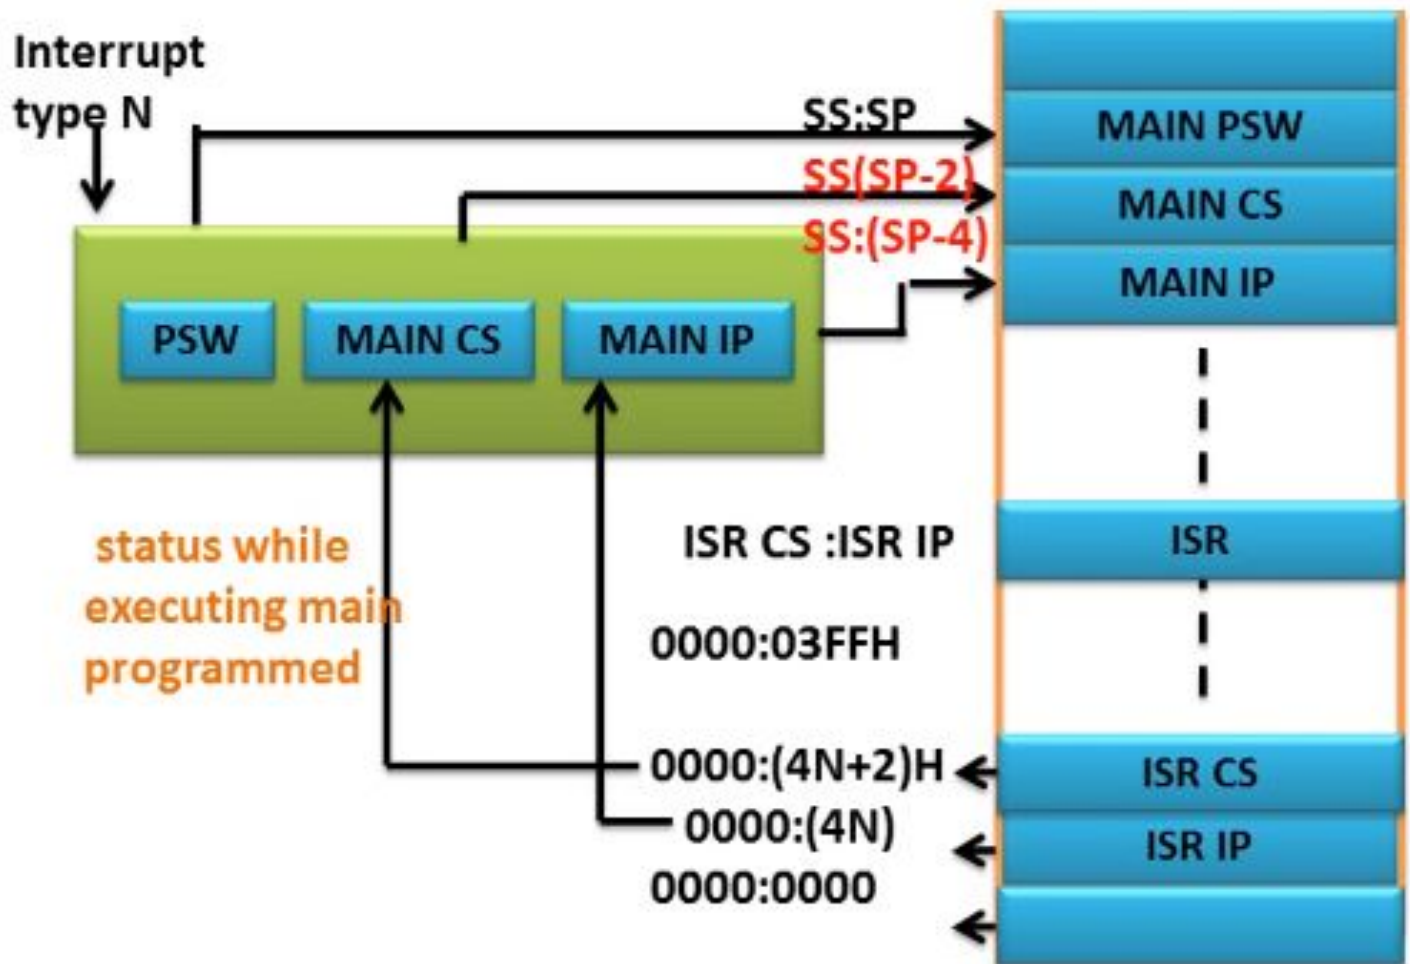 Interrupt
type N
SS:SP
SS(SP-2)
SS:(SP-4)
MAIN PSW
MAIN CS
MAIN IP
PSW
MAIN CS
MAIN IP
status while
executing main
programmed
ISR CS :ISR IP
ISR
0000:03FFH
0000:(4N+2)H
ISR CS
0000:(4N)
ISR IP
0000:0000